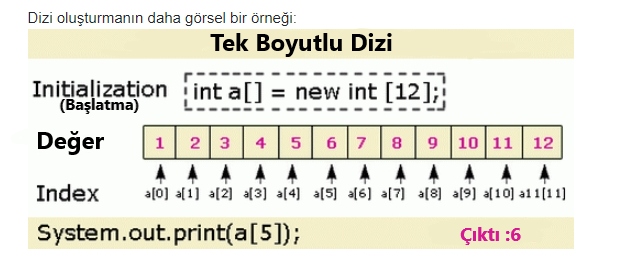 Dizi oluşturmanın daha görsel bir örneği:
Tek Boyutlu Dizi
Initialization int a[] = new int [12];
(Başlatma)
Değer 1 2 3 4 5 6 7 8 9 10 11 12
Index a[0] a[1] a[2] a[3] a[4] a[5] a[6] a[7] a[8] a[9] a[10] a11[11]
System.out.print(a[5]); Çıktı :6